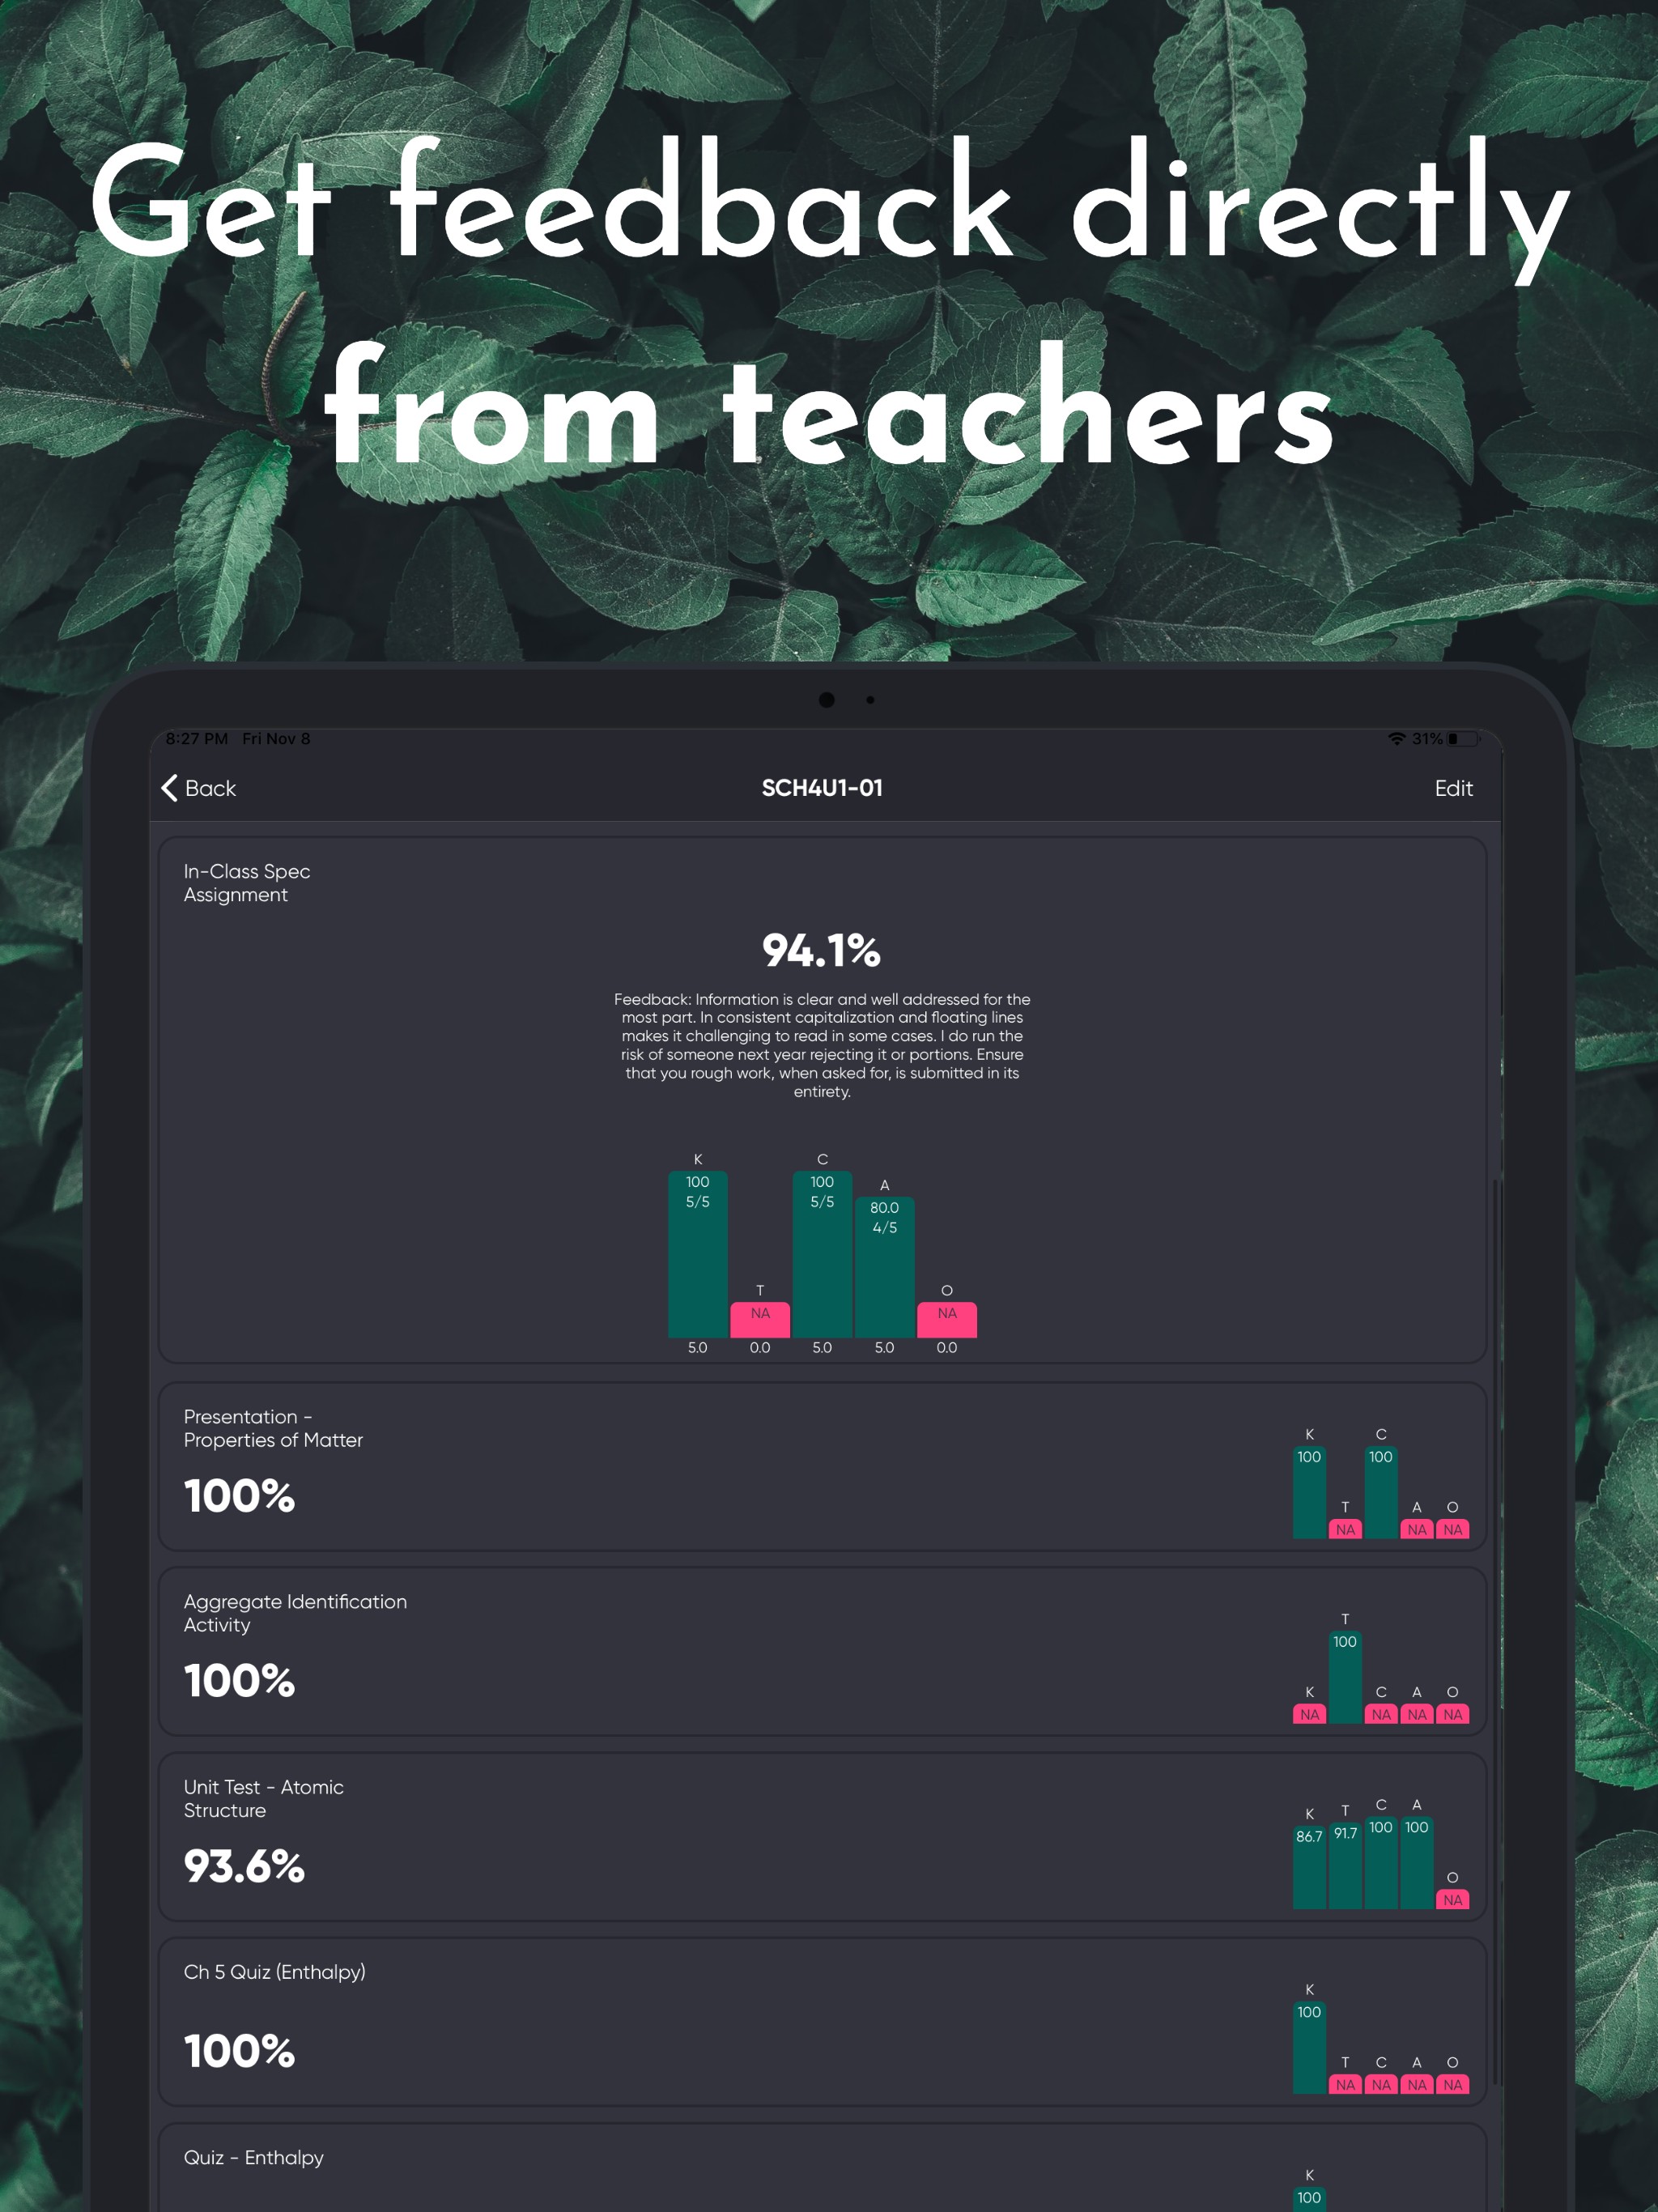 Get feedback directly
from teachers
8:27 PM Fri Nov 8
31%
Back
SCH4U1-01
Edit
In-Class Spec
Assignment
94.1%
Feedback: Information is clear and well addressed for the
most part. In consistent capitalization and floating lines
makes it challenging to read in some cases. I do run the
risk of someone next year rejecting it or portions. Ensure
that you rough work, when asked for, is submitted in its
entirety.
K C
100 100 A
5/5 5/5 80.0
4/5
T O
NA NA
5.0 0.0 5.0 5.0 0.0
Presentation -
Properties of Matter
100%
K C
100 100
T A O
NA NA NA
Aggregate Identification
Activity
100%
T
100
K C A O
NA NA NA NA
Unit Test - Atomic
Structure
93.6%
K T C A
86.7 91.7 100 100
O
NA
Ch 5 Quiz (Enthalpy)
100%
K
100
T C A O
NA NA NA NA
Quiz - Enthalpy
K
100